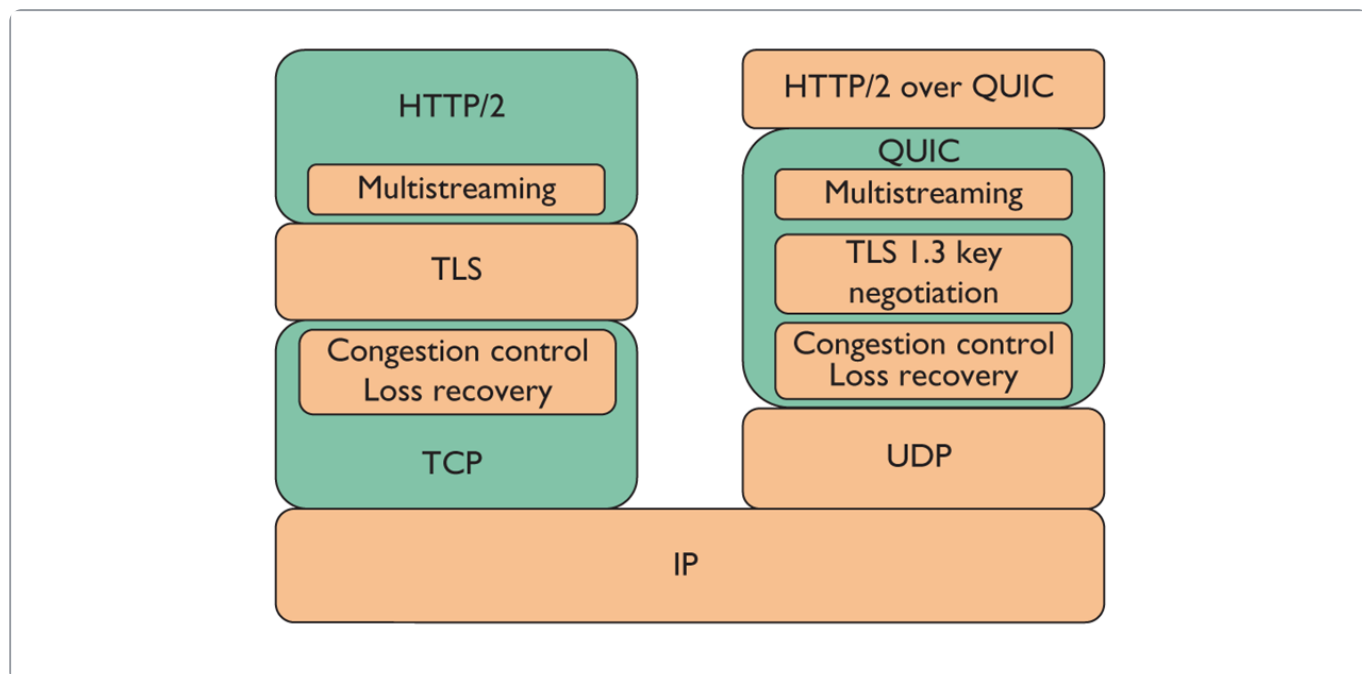 HTTP/2
Multistreaming
TLS
Congestion control
Loss recovery
TCP
HTTP/2 over QUIC
QUIC
Multistreaming
TLS 1.3 key
negotiation
Congestion control
Loss recovery
UDP
IP